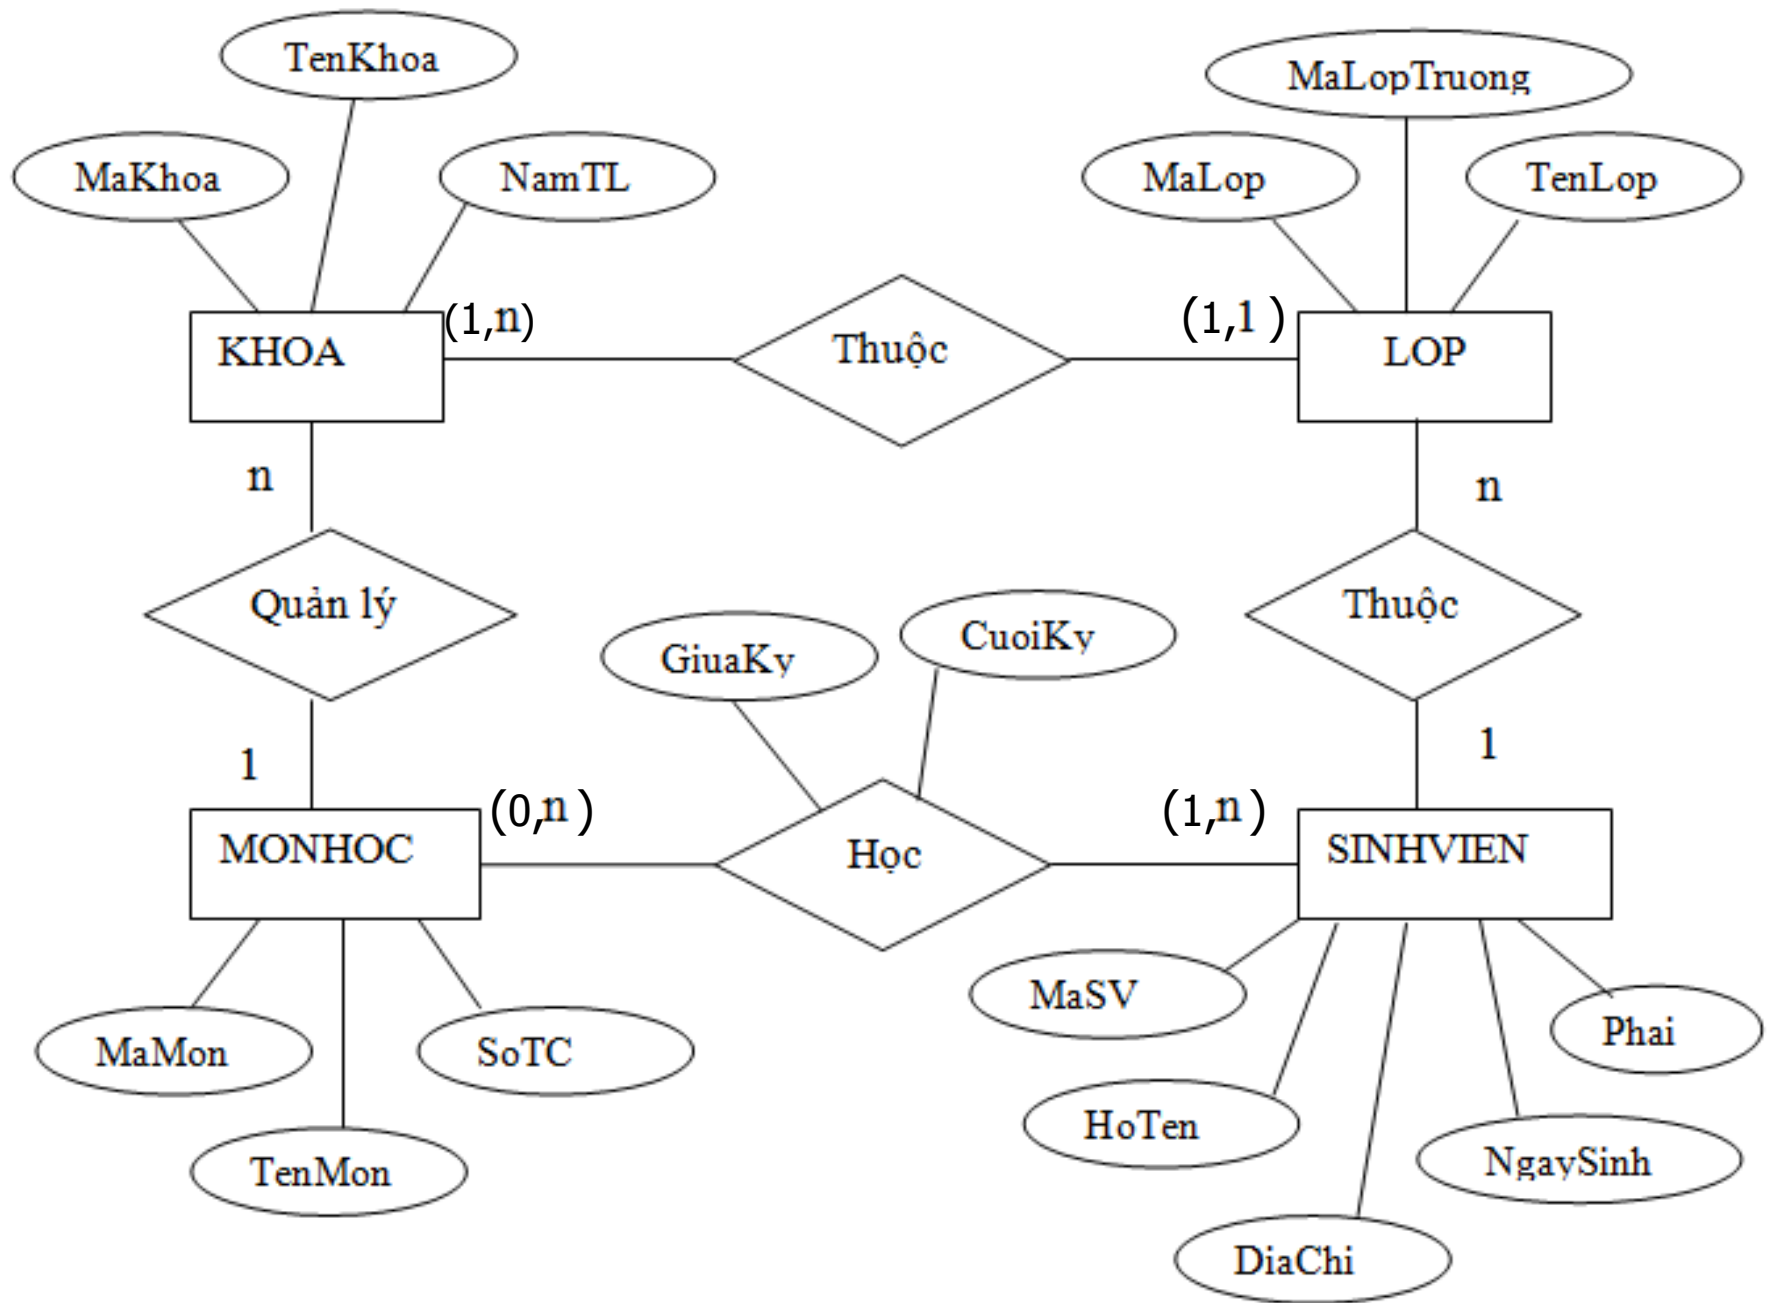 TenKhoa
MaLopTruong
MaKhoa
NamTL
MaLop
TenLop
KHOA
(1,n)
Thuộc
(1,1 )
LOP
n
n
Quản lý
Thuộc
GiuaKy
CuoiKy
1
1
MONHOC
(0,n )
Học
(1,n )
SINHVIEN
MaSV
Phai
MaMon
SoTC
HoTen
NgaySinh
TenMon
DiaChi